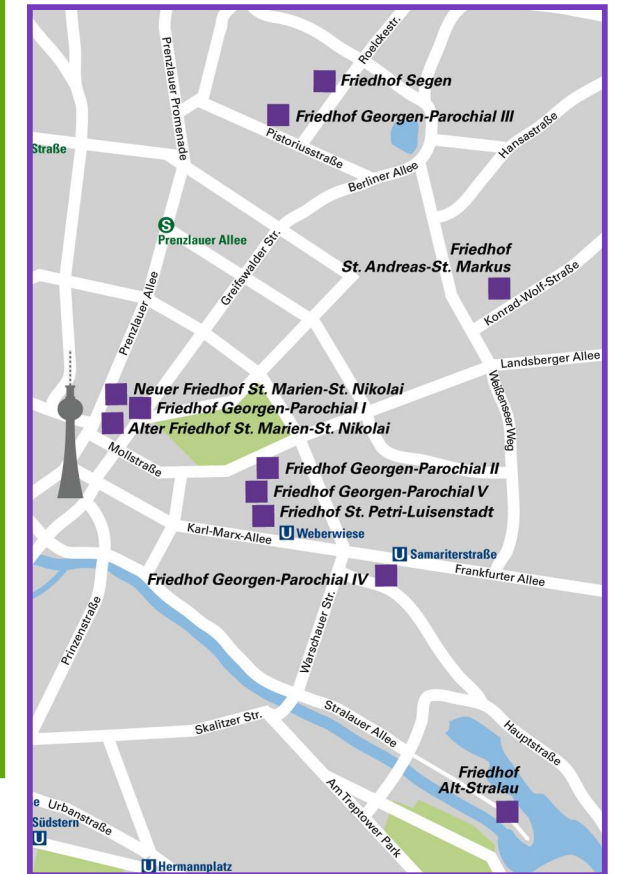 Roelckestr.
Prenzlauer Promenade
Friedhof Segen
Friedhof Georgen-Parochial III
Hansastraße
Pistoriusstraße
Straße
Berliner Allee
S
Prenzlauer Allee
Greifswalder Str.
Friedhof
St. Andreas-St. Markus
Prenzlauer Allee
Konrad-Wolf-Straße
Landsberger Allee
Weißenseer Weg
Neuer Friedhof St. Marien-St. Nikolai
Friedhof Georgen-Parochial I
Alter Friedhof St. Marien-St. Nikolai
Mollstraße
Friedhof Georgen-Parochial II
Friedhof Georgen-Parochial V
Friedhof St. Petri-Luisenstadt
Karl-Marx-Allee
U Weberwiese
U Samariterstraße
Frankfurter Allee
Friedhof Georgen-Parochial IV
Prinzenstraße
Warschauer Str.
Skalitzer Str.
Stralauer Allee
Hauptstraße
Friedhof
Alt-Stralau
Am Treptower Park
e
Urbanstraße
Südstern
U
U Hermannplatz